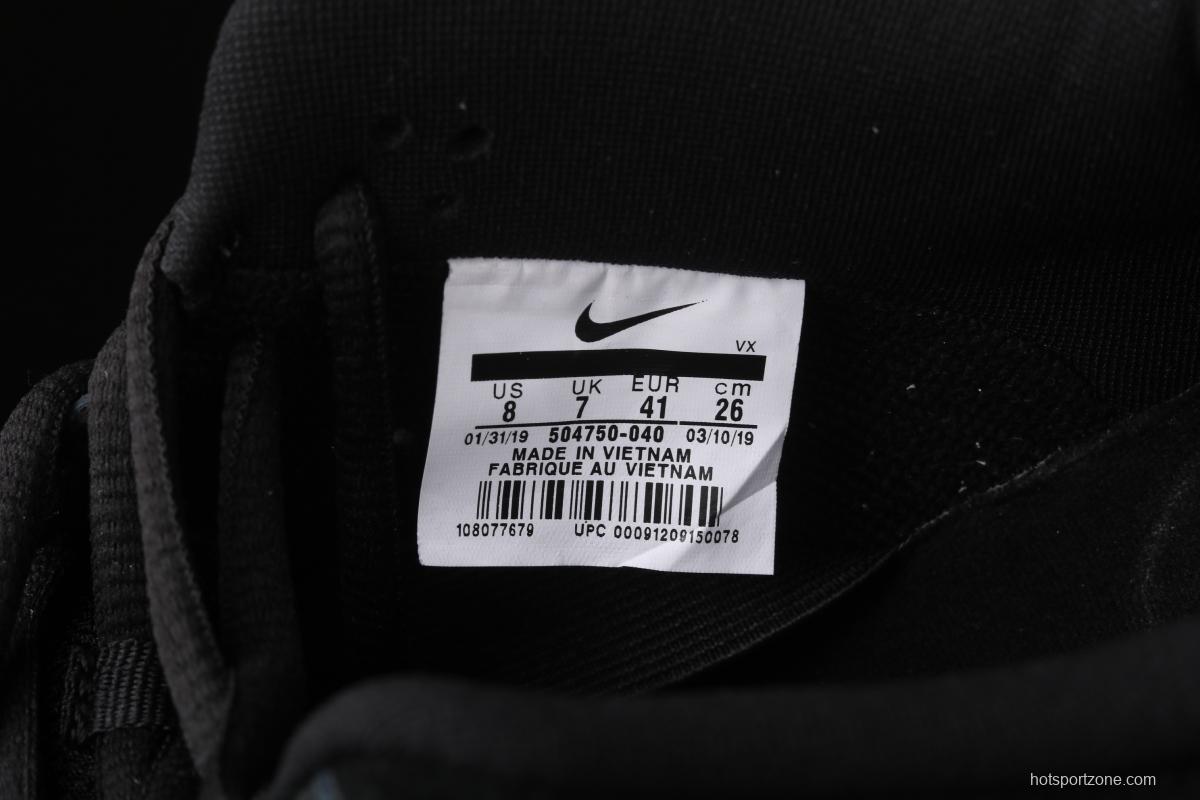 VX
US UK EUR cm
8 7 41 26
01/31/19 504750-040 03/10/19
MADE IN VIETNAM
FABRIQUE AU VIETNAM
108077679 UPC 00091209150078
hotsportzone.com